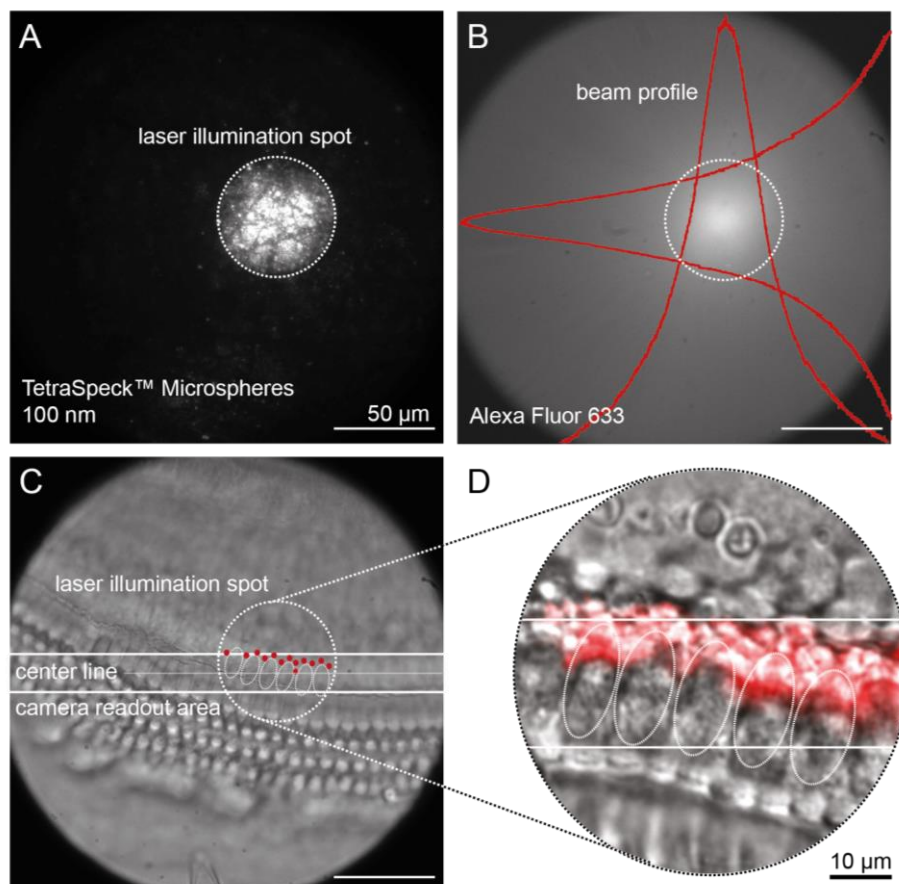 A
laser illumination spot
TetraSpeck™ Microspheres
100 nm
50 µm
B
beam profile
Alexa Fluor 633
C
laser illumination spot
center line
camera readout area
D
10 µm